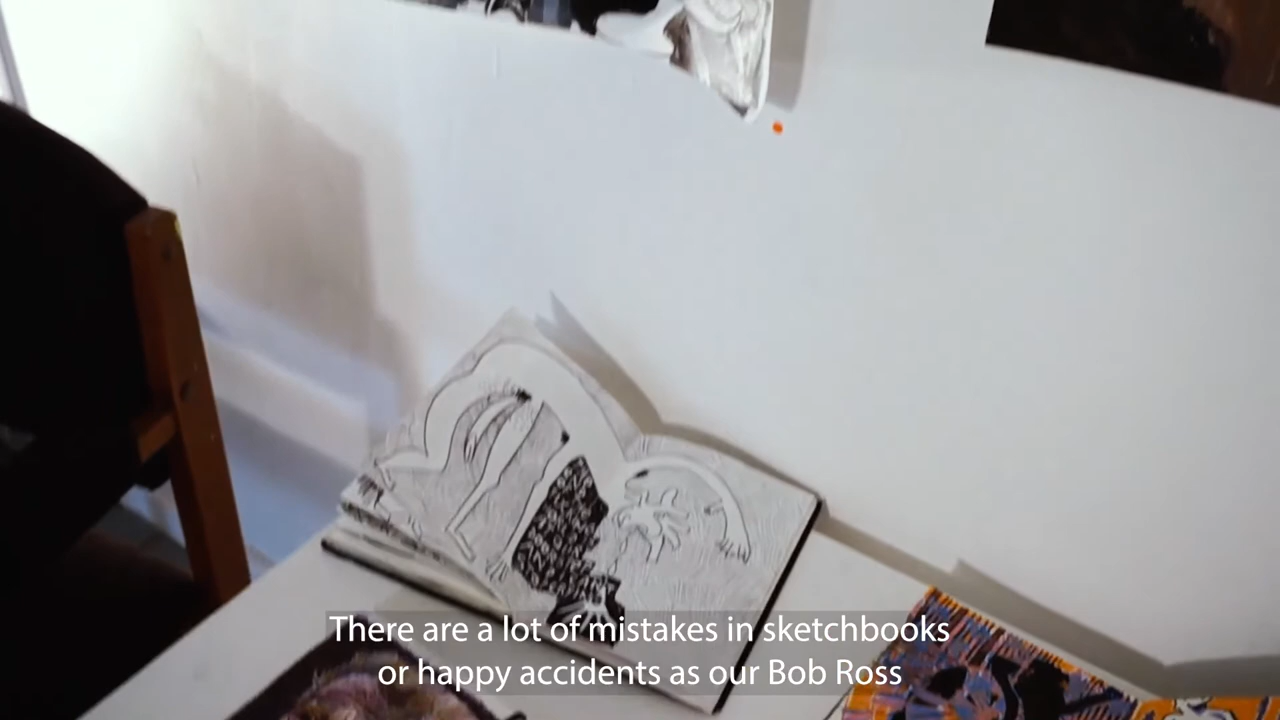 There are a lot of mistakes in sketchbooks
or happy accidents as our Bob Ross